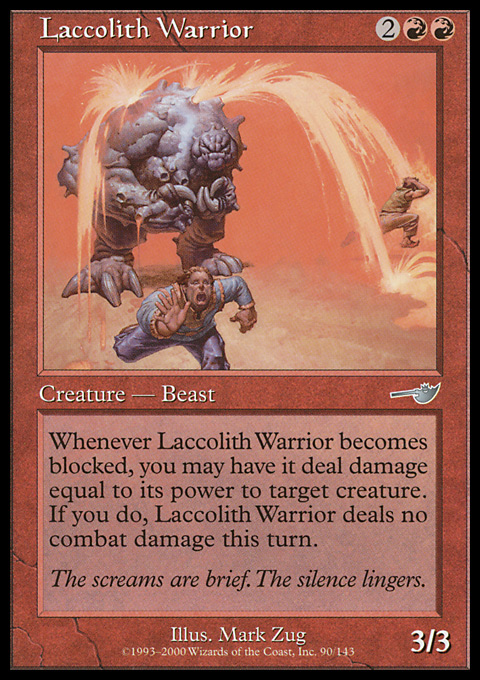 Laccolith Warrior 2
Creature — Beast
Whenever Laccolith Warrior becomes
blocked, you may have it deal damage
equal to its power to target creature.
If you do, Laccolith Warrior deals no
combat damage this turn.
The screams are brief. The silence lingers.
Illus. Mark Zug
©1993–2000 Wizards of the Coast, Inc. 90/143
3/3